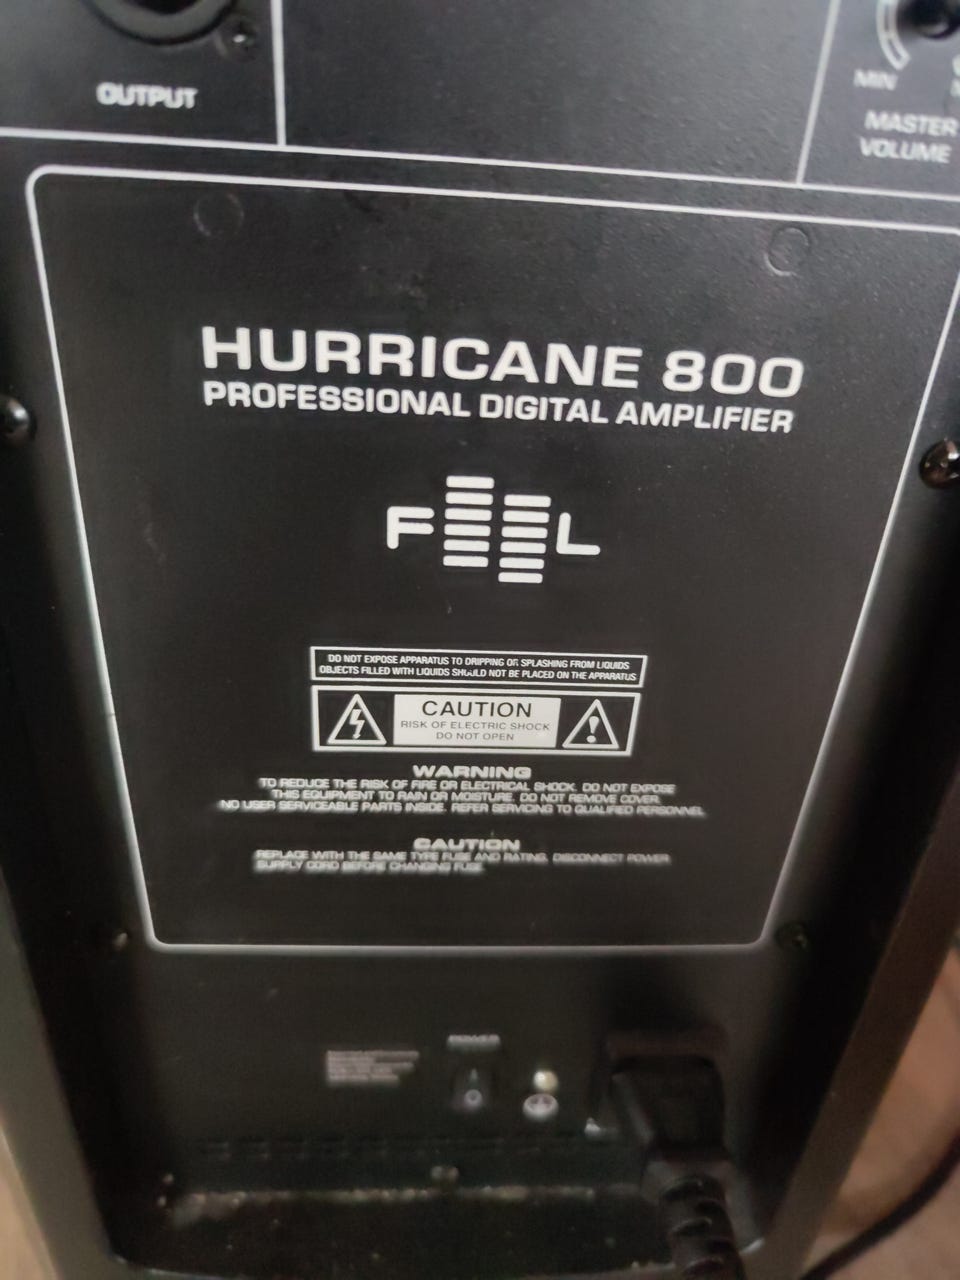 OUTPUT
MIN
MASTER
VOLUME
HURRICANE 800
PROFESSIONAL DIGITAL AMPLIFIER
F L
DO NOT EXPOSE APPARATUS TO DRIPPING OR SPLASHING FROM LIQUIDS
OBJECTS FILLED WITH LIQUIDS SHOULD NOT BE PLACED ON THE APPARATUS
CAUTION
RISK OF ELECTRIC SHOCK
DO NOT OPEN
WARNING
TO REDUCE THE RISK OF FIRE OR ELECTRICAL SHOCK. DO NOT EXPOSE
THIS EQUIPMENT TO RAIN OR MOISTURE. DO NOT REMOVE COVER.
NO USER SERVICEABLE PARTS INSIDE. REFER SERVICING TO QUALIFIED PERSONNEL
CAUTION
REPLACE WITH THE SAME TYPE FUSE AND RATING. DISCONNECT POWER
SUPPLY CORD BEFORE CHANGING FUSE.
POWER